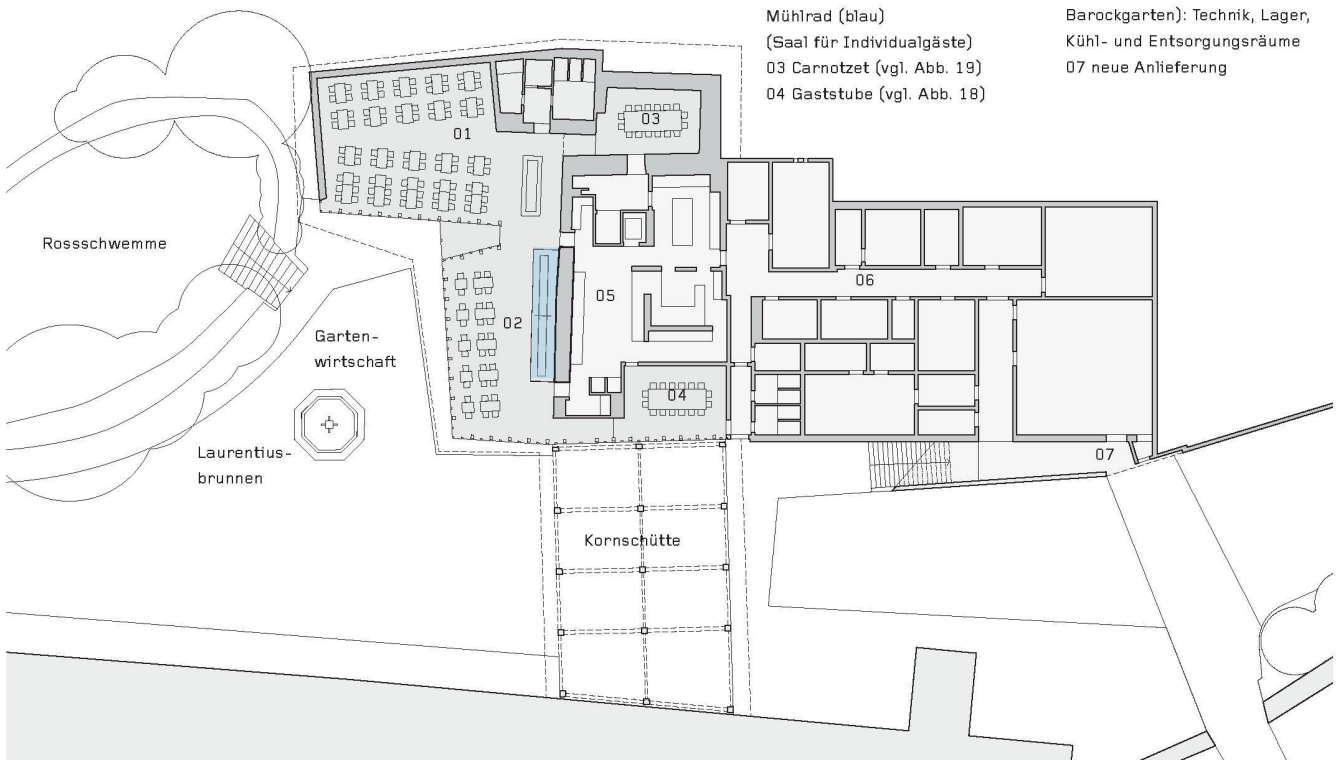 Mühlrad (blau)
(Saal für Individualgäste)
03 Carnotzet (vgl. Abb. 19)
04 Gaststube (vgl. Abb. 18)
Barockgarten): Technik, Lager,
Kühl- und Entsorgungsräume
07 neue Anlieferung
01
03
Rossschwemme
06
05
02
Garten-
wirtschaft
04
Laurentius-
brunnen
07
Kornschütte